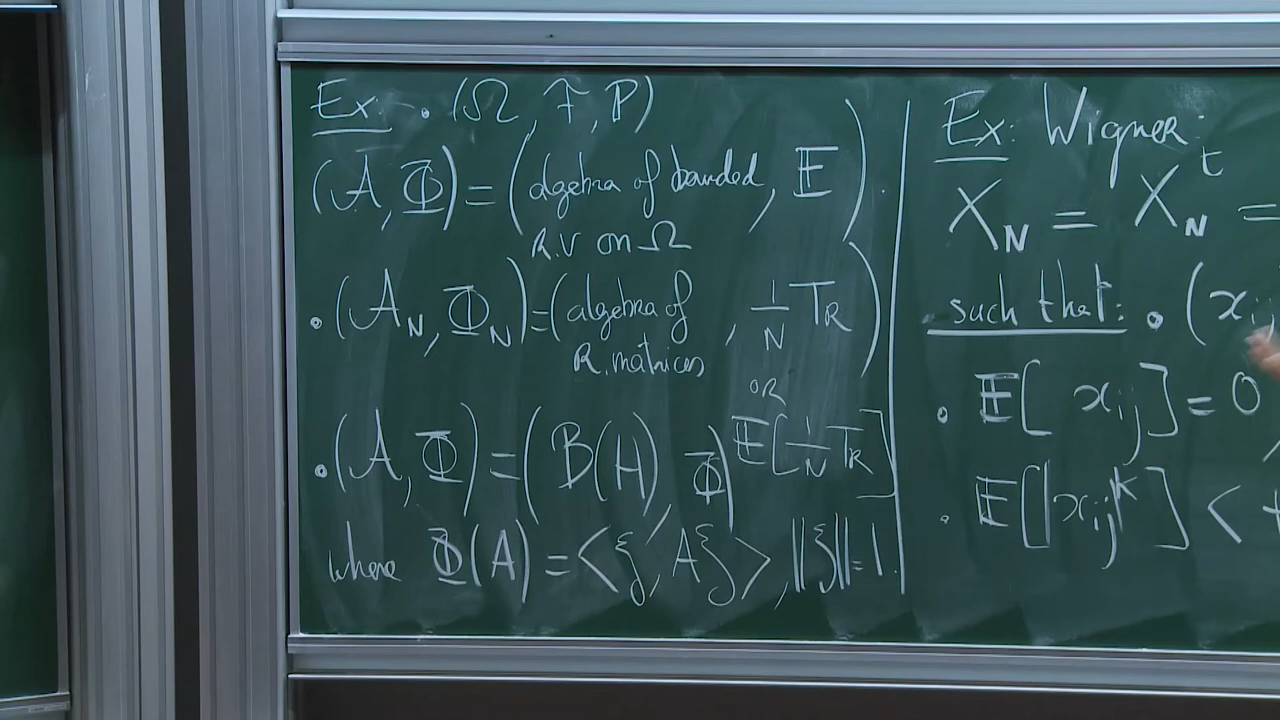 Ex: • (Ω, F, P)
(A, Φ) = (algebra of bounded, E).
R.V on Ω
• (A_N, Φ_N) = (algebra of, 1/N TR)
R. matrices
OR
E[1/N TR]
• (A, Φ) = (B(H), Φ)
where Φ(A) = <ξ, Aξ>, ||ξ||=1.
Ex: Wigner:
X_N = X_N^t =
such that: • (x_ij
• E[x_ij] = 0
• E[|x_ij|^k] < +